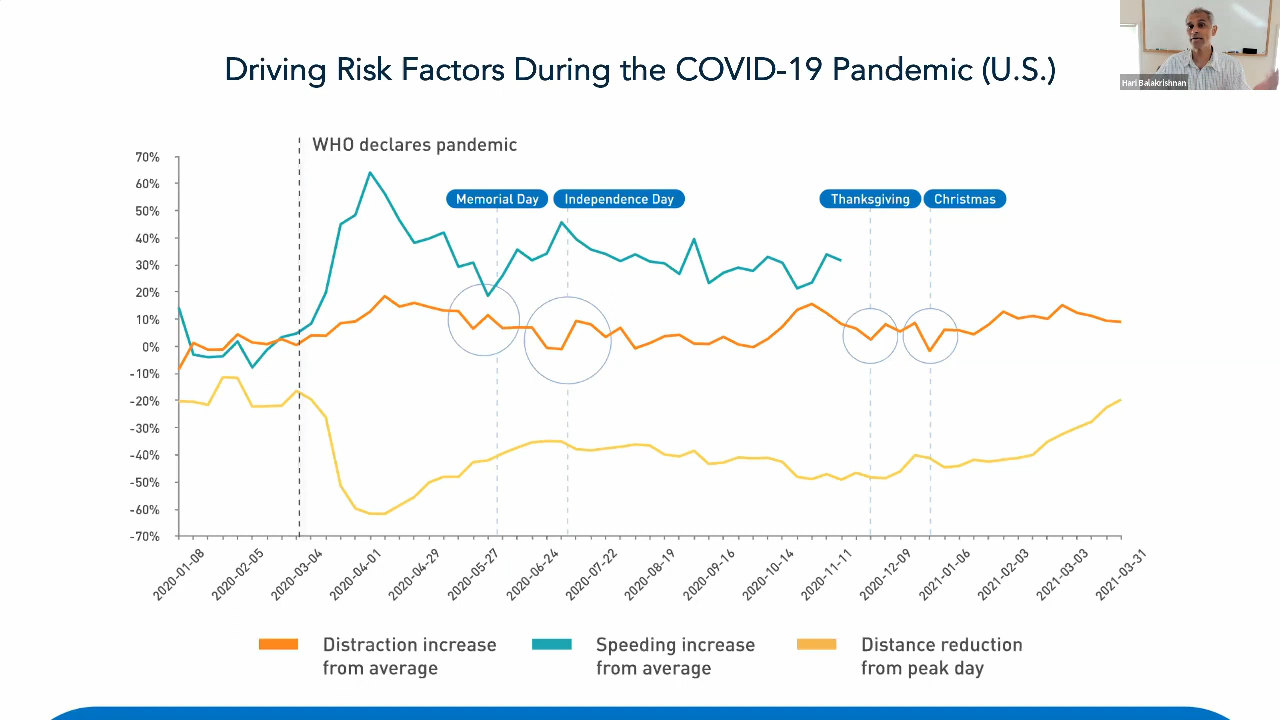 Driving Risk Factors During the COVID-19 Pandemic (U.S.)
Hari Balakrishnan
WHO declares pandemic
70%
60%
50%
40%
30%
20%
10%
0%
-10%
-20%
-30%
-40%
-50%
-60%
-70%
Memorial Day
Independence Day
Thanksgiving
Christmas
2020-01-08
2020-02-05
2020-03-04
2020-04-01
2020-04-29
2020-05-27
2020-06-24
2020-07-22
2020-08-19
2020-09-16
2020-10-14
2020-11-11
2020-12-09
2021-01-06
2021-02-03
2021-03-03
2021-03-31
Distraction increase
from average
Speeding increase
from average
Distance reduction
from peak day